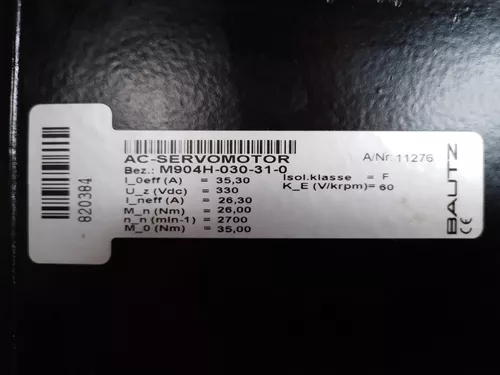 AC-SERVOMOTOR
A/Nr.11276
Bez.: M904H-030-31-0
I_0eff (A) = 35,30
Isol.klasse = F
U_z (Vdc) = 330
K_E (V/krpm)= 60
I_neff (A) = 26,30
M_n (Nm) = 26,00
n_n (min-1) = 2700
M_0 (Nm) = 35,00
820384
BAUTZ
CE